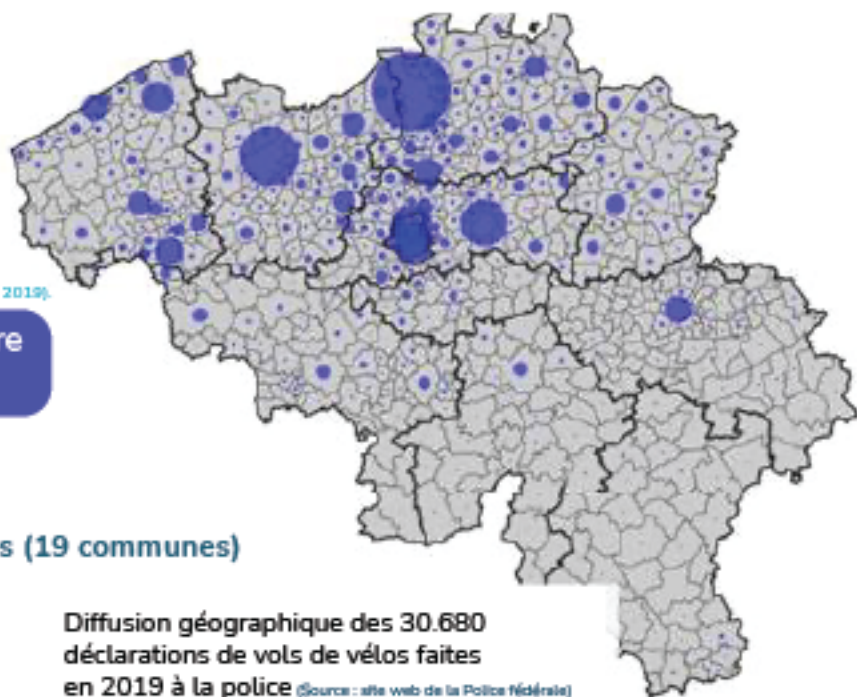 2019).
re
s (19 communes)
Diffusion géographique des 30.680
déclarations de vols de vélos faites
en 2019 à la police (Source : site web de la Police fédérale)